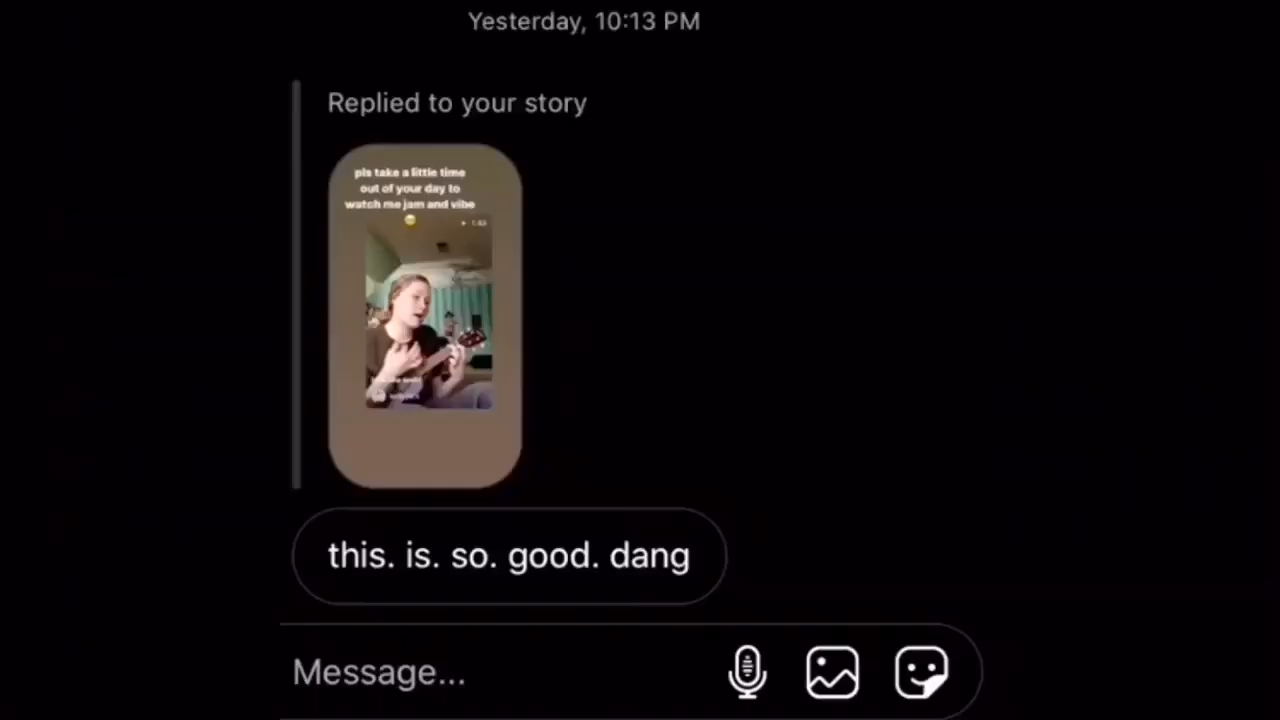 Yesterday, 10:13 PM
Replied to your story
pls take a little time
out of your day to
watch me jam and vibe
this. is. so. good. dang
Message...